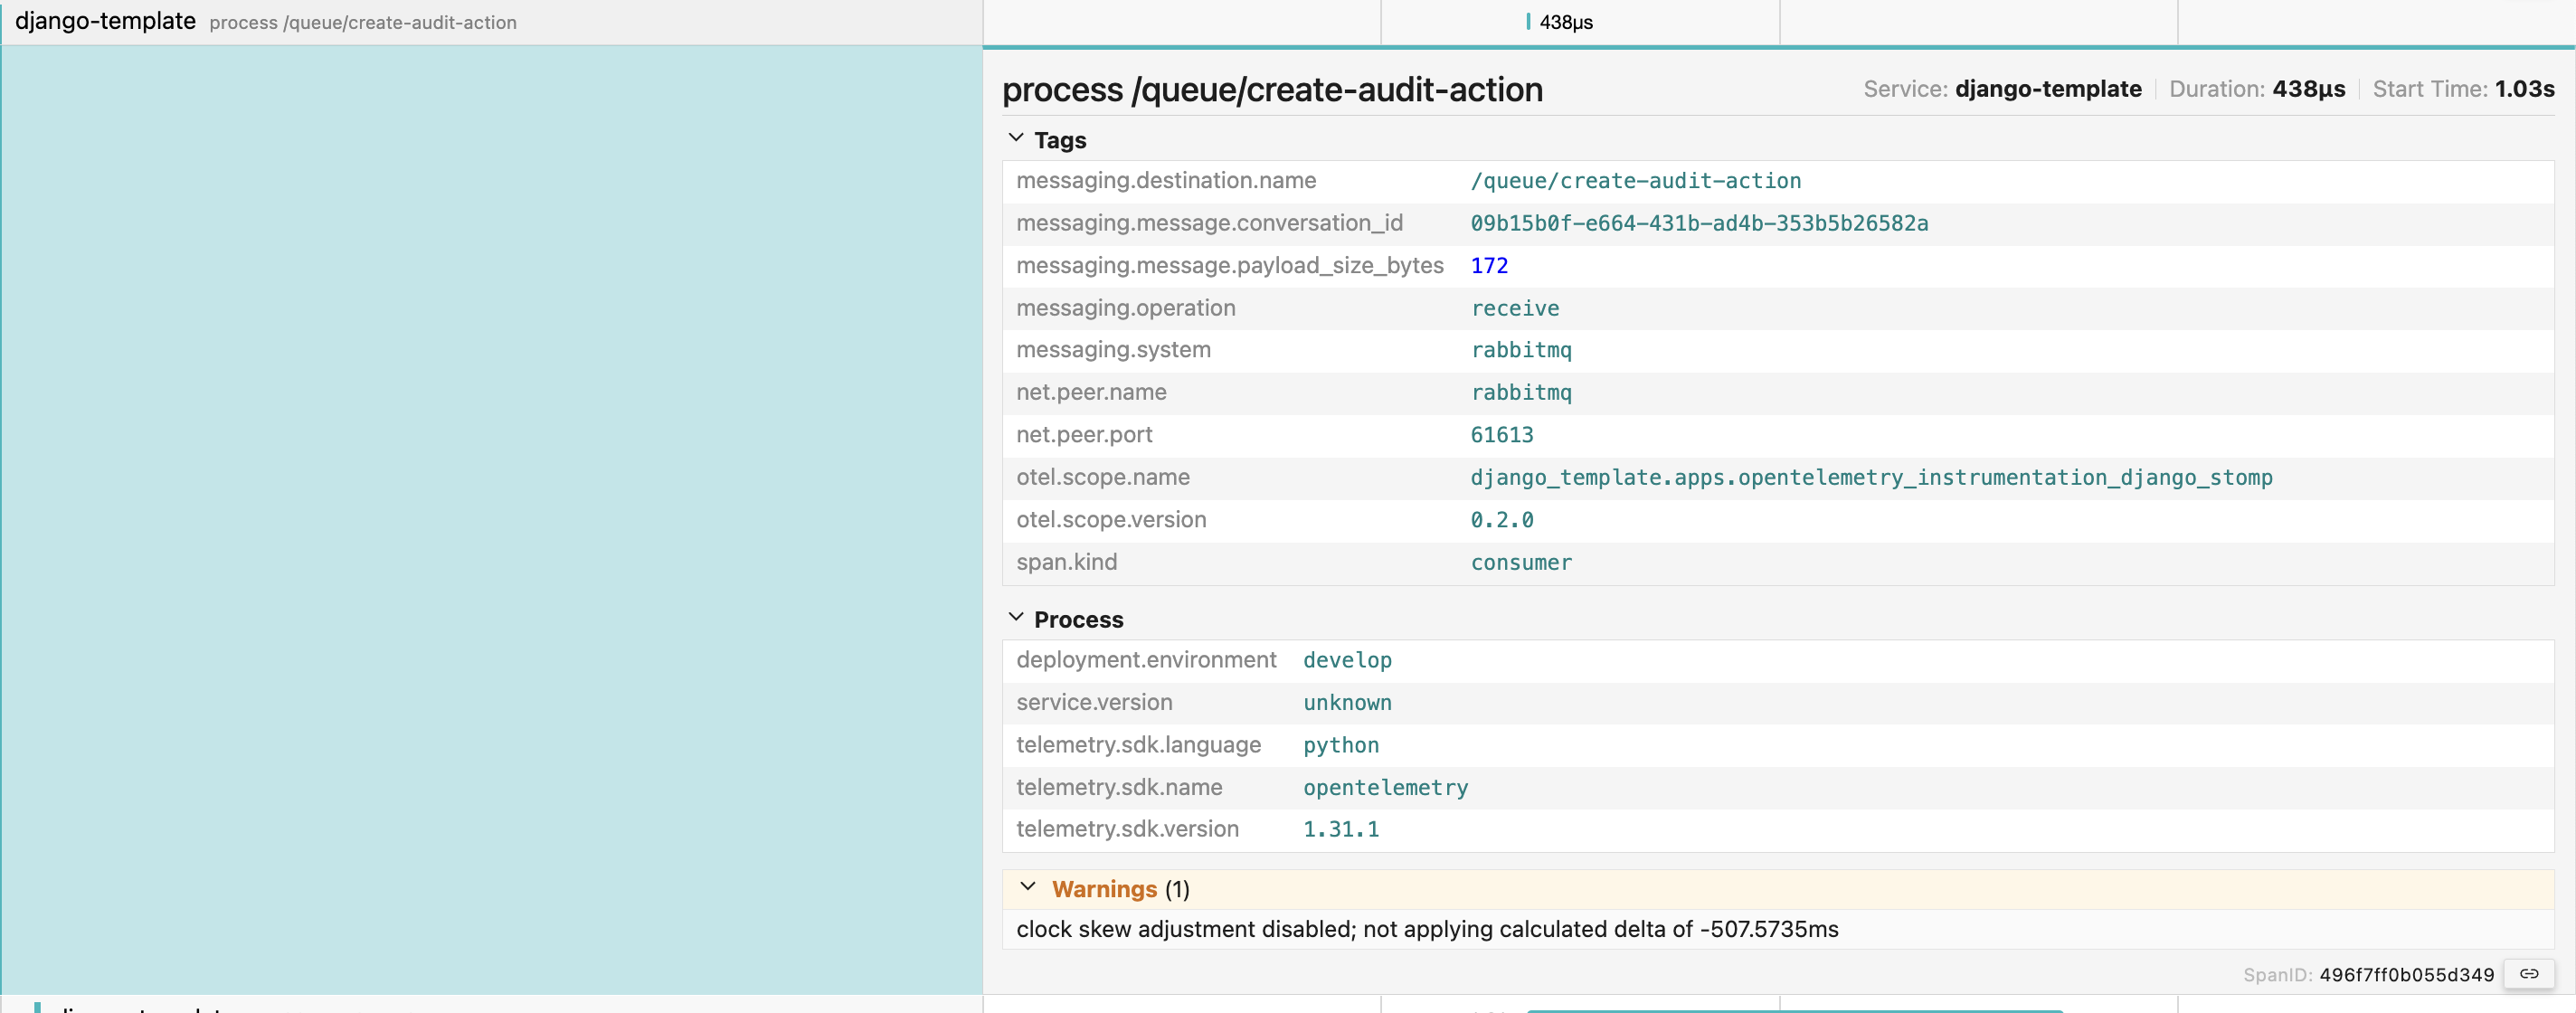 django-template process /queue/create-audit-action 438μs
process /queue/create-audit-action Service: django-template Duration: 438μs Start Time: 1.03s
Tags
messaging.destination.name /queue/create-audit-action
messaging.message.conversation_id 09b15b0f-e664-431b-ad4b-353b5b26582a
messaging.message.payload_size_bytes 172
messaging.operation receive
messaging.system rabbitmq
net.peer.name rabbitmq
net.peer.port 61613
otel.scope.name django_template.apps.opentelemetry_instrumentation_django_stomp
otel.scope.version 0.2.0
span.kind consumer
Process
deployment.environment develop
service.version unknown
telemetry.sdk.language python
telemetry.sdk.name opentelemetry
telemetry.sdk.version 1.31.1
Warnings (1)
clock skew adjustment disabled; not applying calculated delta of -507.5735ms
SpanID: 496f7ff0b055d349